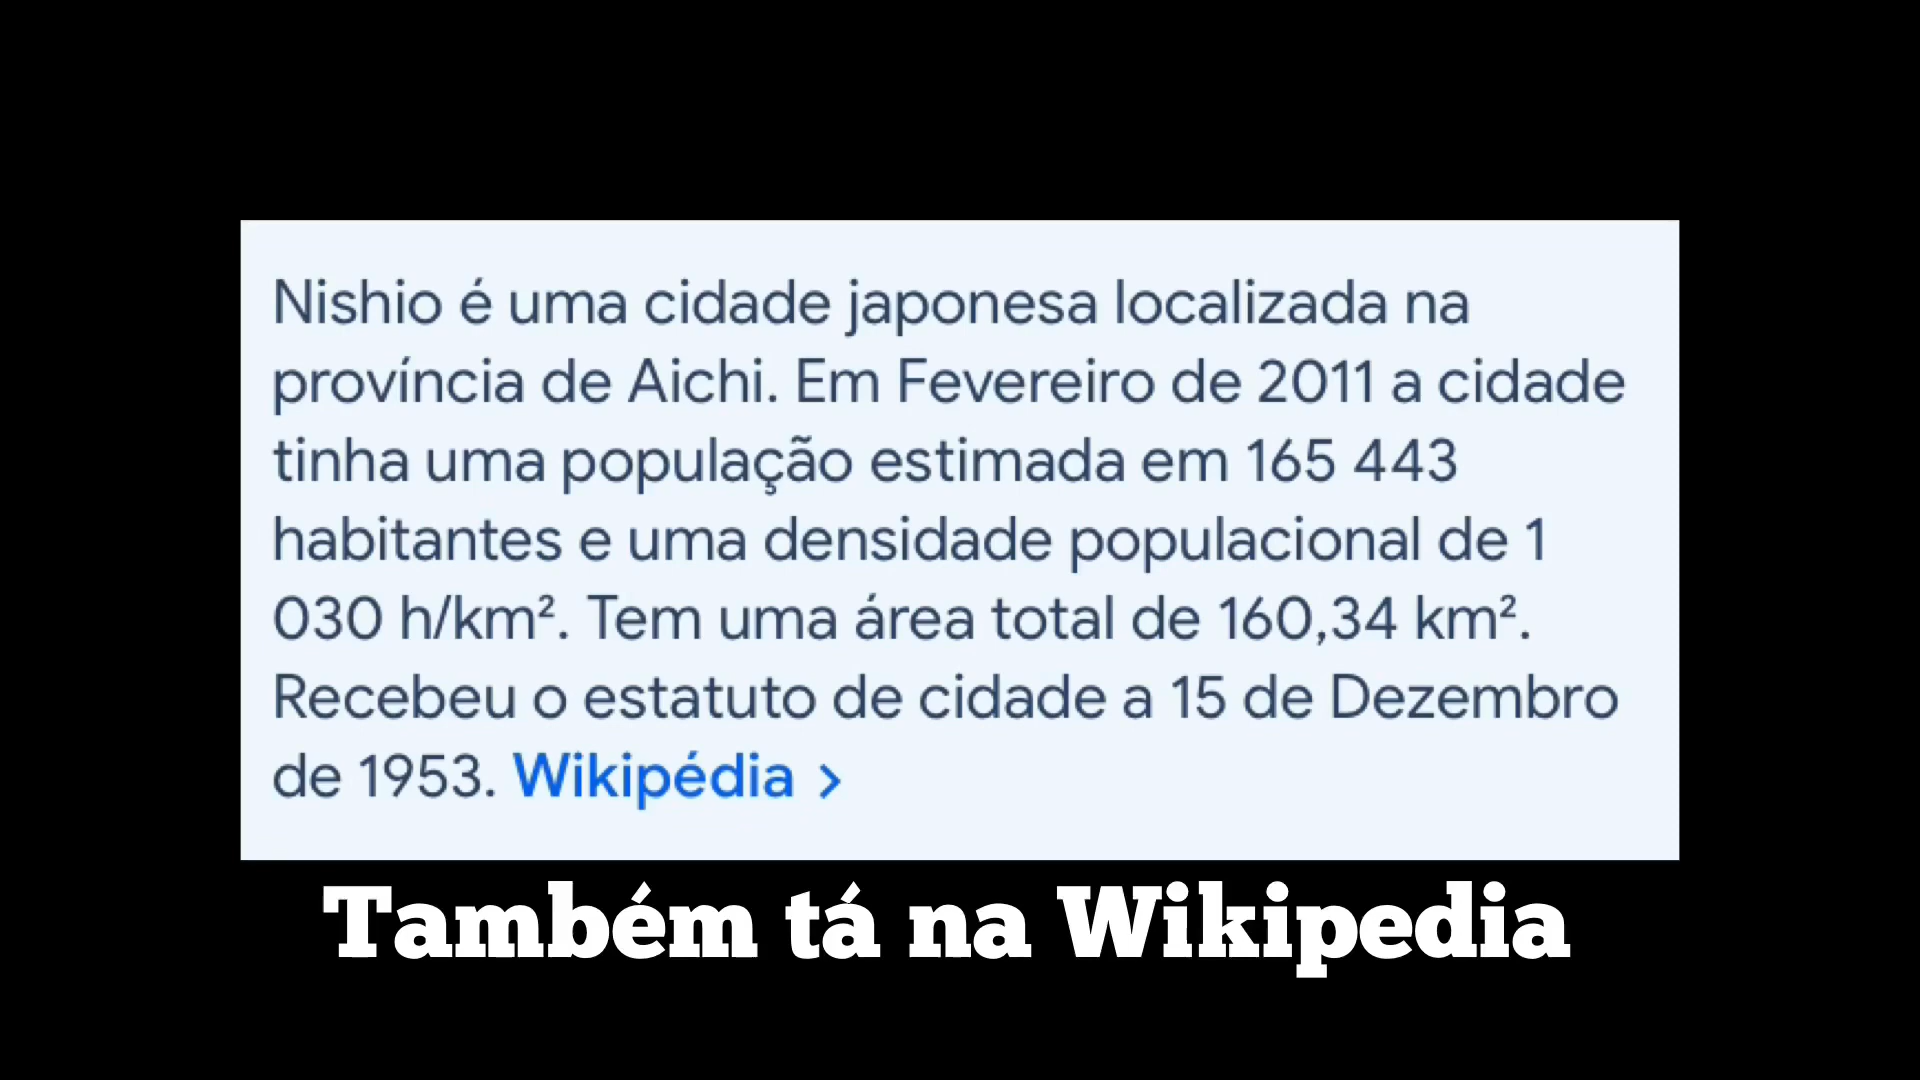 Nishio é uma cidade japonesa localizada na
província de Aichi. Em Fevereiro de 2011 a cidade
tinha uma população estimada em 165 443
habitantes e uma densidade populacional de 1
030 h/km². Tem uma área total de 160,34 km².
Recebeu o estatuto de cidade a 15 de Dezembro
de 1953. Wikipédia >
Também tá na Wikipedia